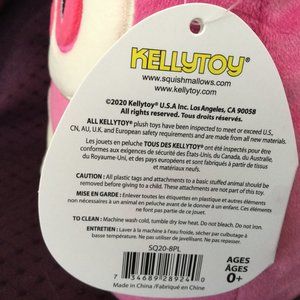 KELLYTOY
www.squishmallows.com
www.squishmallows.com
©2020 Kellytoy® U.S.A Inc. Los Angeles, CA 90058
All rights reserved. Tous droits réservés.
ALL KELLYTOY® plush toys have been inspected to meet or exceed U.S.,
CN, AU, U.K. and European safety requirements and are made from all new materials.
Les jouets en peluche TOUS DES KELLYTOY® ont été inspectés pour être
conformes aux exigences de sécurité des États-Unis, du Canada, du Australie,
du Royaume-Uni, et des pays européens et sont fabriqués à partir de tissus
et matériaux neufs.
CAUTION : All plastic tags and attachments to a basic stuffed animal should be
removed before giving to a child. These attachments are not part of this toy.
MISE EN GARDE : Enlever toutes les étiquettes en plastique et autres éléments
non nécessaires à un animal en peluche avant de le donner à un enfant. Ces éléments
ne font pas partie de ce jouet.
TO CLEAN : Machine wash cold, tumble dry low heat. Do not bleach. Do not iron.
ENTRETIEN : Laver à la machine à l'eau froide, sécher par culbutage à
basse température. Ne pas utiliser de javellisant. Ne pas repasser.
SQ20-8PL
7 34689 28924 0
Made in China / Fabriqué en Chine
AGES
ÂGES
0+